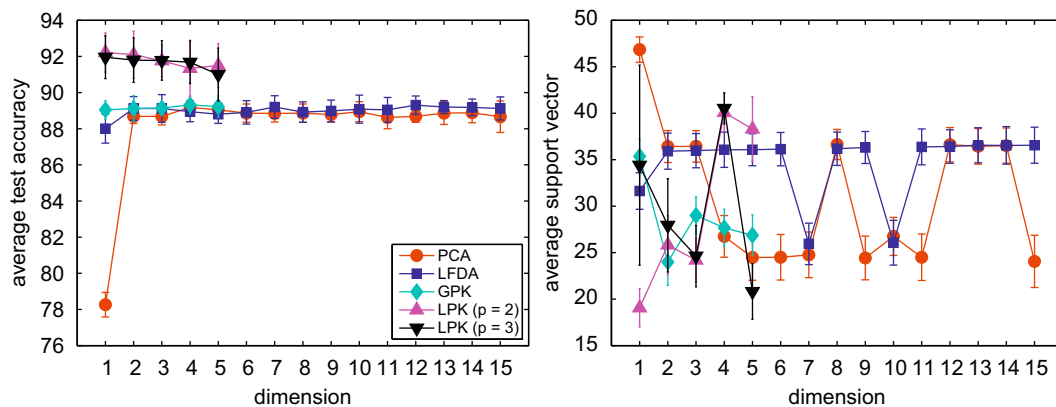 94
92
90
88
86
84
82
80
78
76
average test accuracy
PCA
LFDA
GPK
LPK (p = 2)
LPK (p = 3)
1 2 3 4 5 6 7 8 9 10 11 12 13 14 15
dimension
50
45
40
35
30
25
20
15
average support vector
1 2 3 4 5 6 7 8 9 10 11 12 13 14 15
dimension